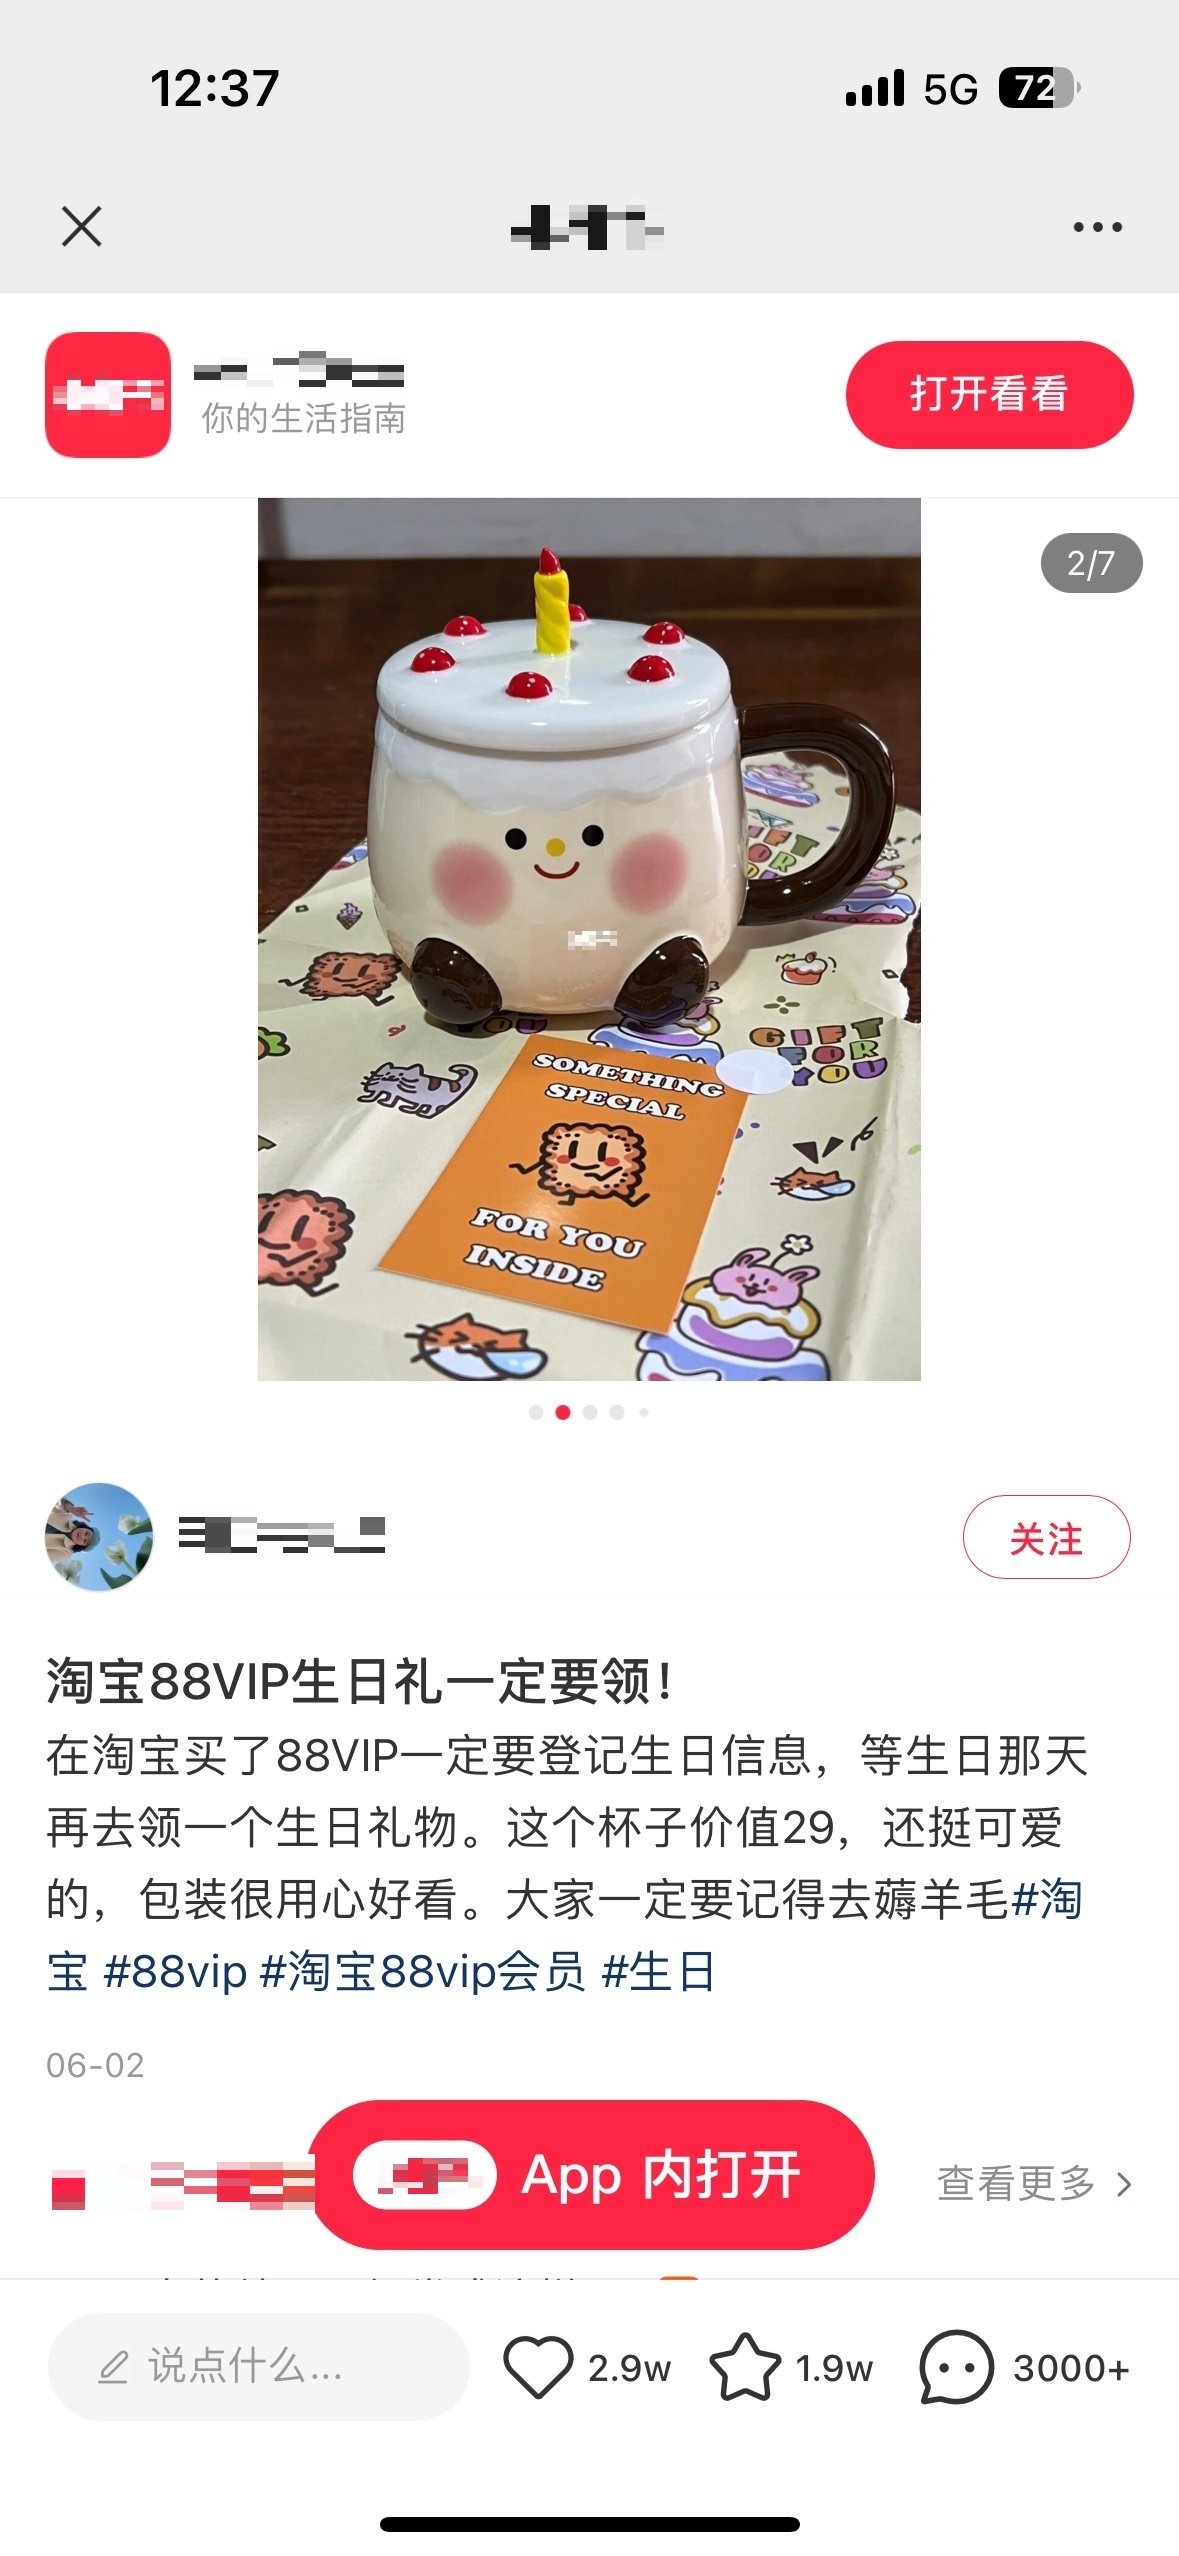 12:37
5G
72
你的生活指南
打开看看
2/7
GIFT
FOR
YOU
SOMETHING
SPECIAL
FOR YOU
INSIDE
关注
淘宝88VIP生日礼一定要领！
在淘宝买了88VIP一定要登记生日信息，等生日那天
再去领一个生日礼物。这个杯子价值29，还挺可爱
的，包装很用心好看。大家一定要记得去薅羊毛#淘
宝 #88vip #淘宝88vip会员 #生日
06-02
App 内打开
查看更多
说点什么...
2.9w
1.9w
3000+